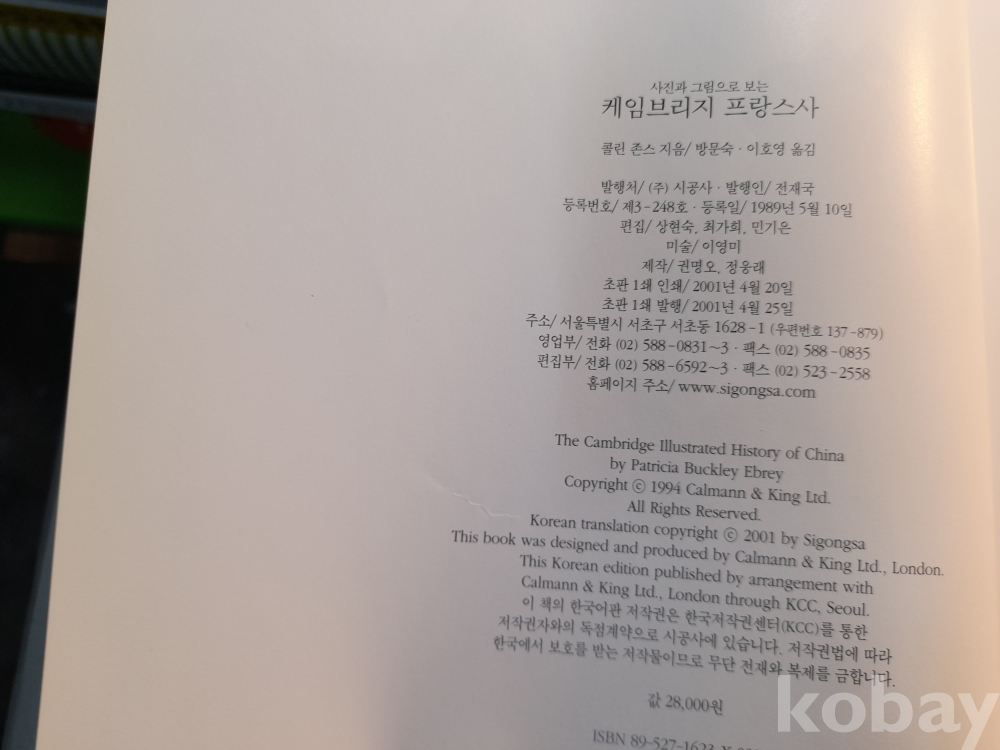 사진과 그림으로 보는
케임브리지 프랑스사
콜린 존스 지음/ 방문숙 · 이호영 옮김
발행처/ (주) 시공사 · 발행인/ 전재국
등록번호/ 제3-248호 · 등록일/ 1989년 5월 10일
편집/ 상현숙, 최가희, 민기은
미술/ 이영미
제작/ 권명오, 정웅래
초판 1쇄 인쇄/ 2001년 4월 20일
초판 1쇄 발행/ 2001년 4월 25일
주소/ 서울특별시 서초구 서초동 1628-1 (우편번호 137-879)
영업부/ 전화 (02) 588-0831~3 · 팩스 (02) 588-0835
편집부/ 전화 (02) 588-6592~3 · 팩스 (02) 523-2558
홈페이지 주소/ www.sigongsa.com
The Cambridge Illustrated History of China
by Patricia Buckley Ebrey
Copyright ⓒ 1994 Calmann & King Ltd.
All Rights Reserved.
Korean translation copyright ⓒ 2001 by Sigongsa
This book was designed and produced by Calmann & King Ltd., London.
This Korean edition published by arrangement with
Calmann & King Ltd., London through KCC, Seoul.
이 책의 한국어판 저작권은 한국저작권센터(KCC)를 통한
저작권자와의 독점계약으로 시공사에 있습니다. 저작권법에 따라
한국에서 보호를 받는 저작물이므로 무단 전재와 복제를 금합니다.
값 28,000원
ISBN 89-527-1623-X
kobay